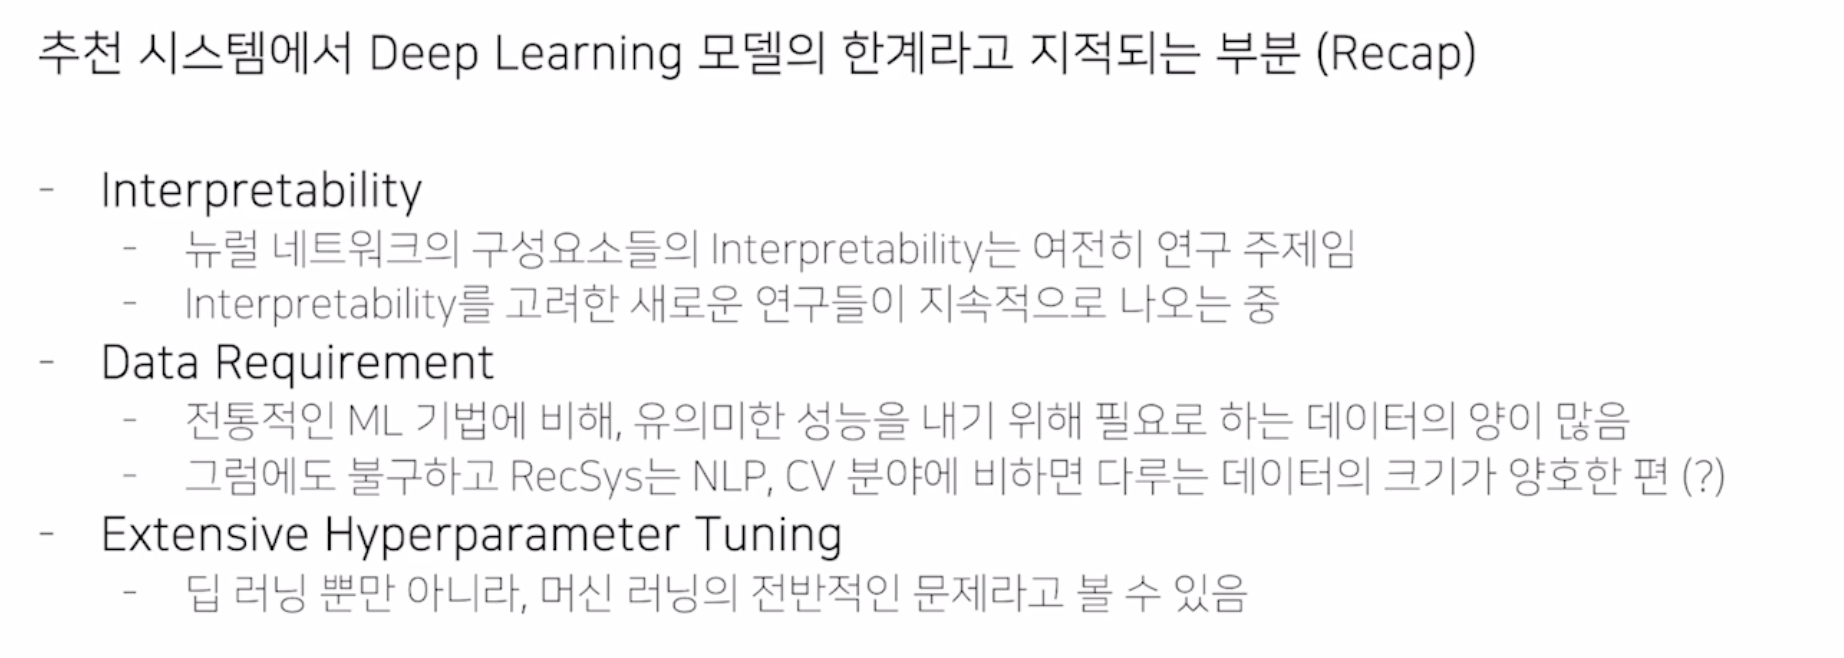 추천 시스템에서 Deep Learning 모델의 한계라고 지적되는 부분 (Recap)
- Interpretability
- 뉴럴 네트워크의 구성요소들의 Interpretability는 여전히 연구 주제임
- Interpretability를 고려한 새로운 연구들이 지속적으로 나오는 중
- Data Requirement
- 전통적인 ML 기법에 비해, 유의미한 성능을 내기 위해 필요로 하는 데이터의 양이 많음
- 그럼에도 불구하고 RecSys는 NLP, CV 분야에 비하면 다루는 데이터의 크기가 양호한 편 (?)
- Extensive Hyperparameter Tuning
- 딥 러닝 뿐만 아니라, 머신 러닝의 전반적인 문제라고 볼 수 있음